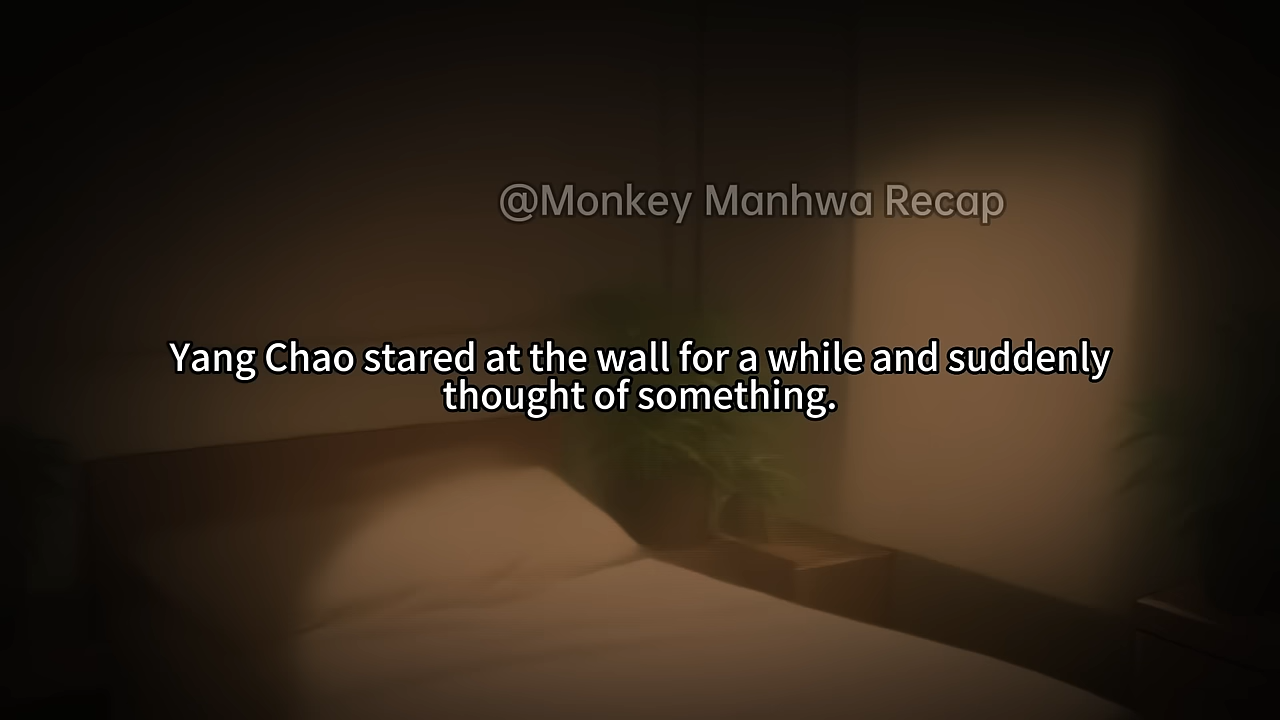 @Monkey Manhwa Recap
Yang Chao stared at the wall for a while and suddenly
thought of something.